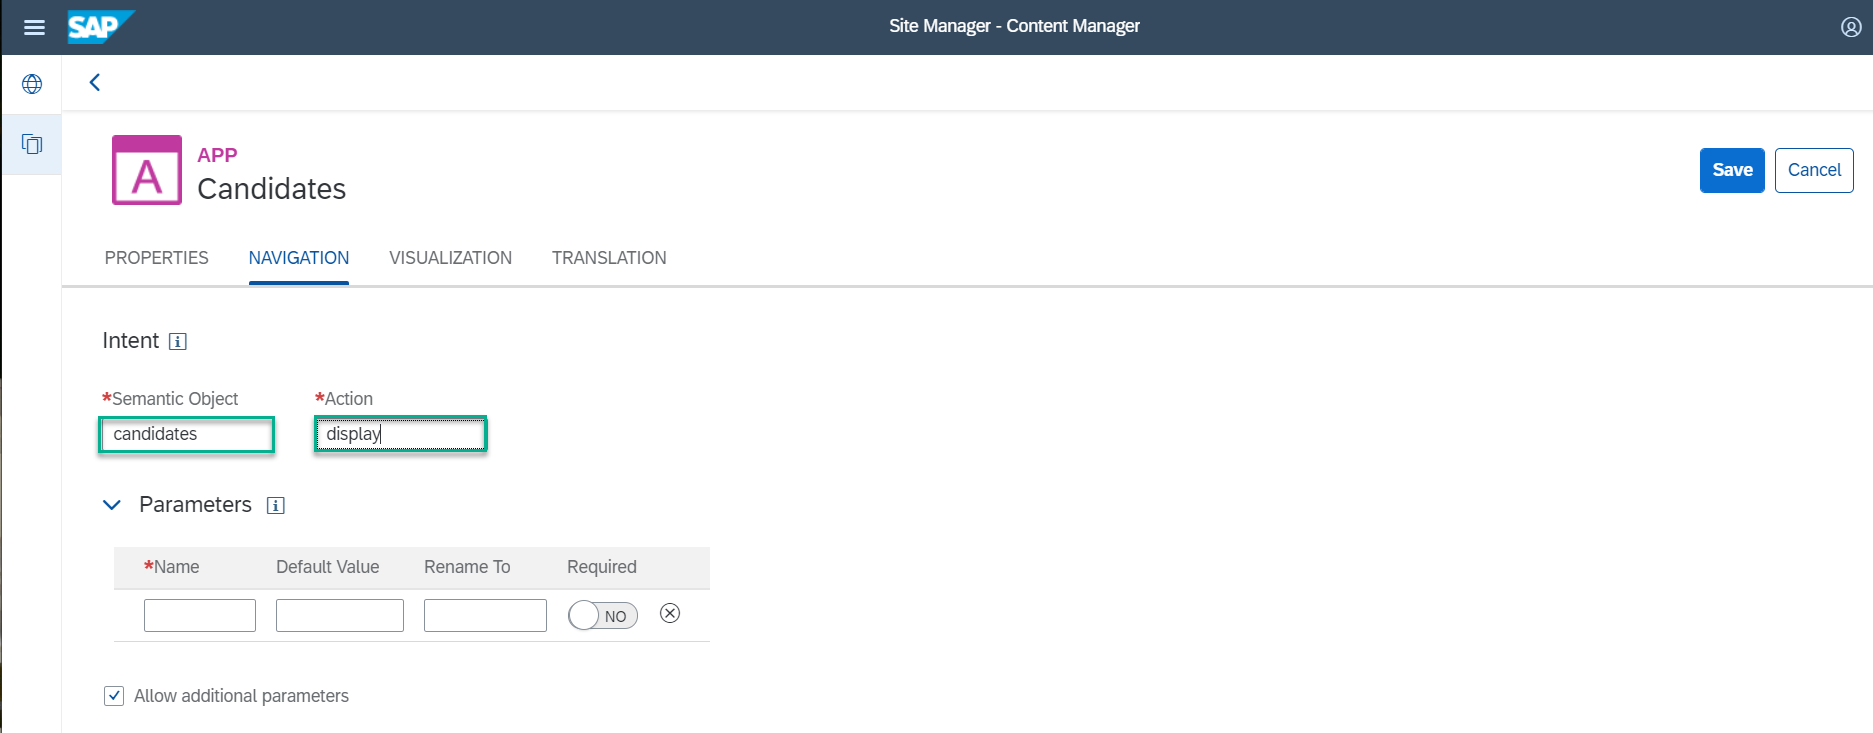 SAP
Site Manager - Content Manager
A
APP
Candidates
Save
Cancel
PROPERTIES NAVIGATION VISUALIZATION TRANSLATION
Intent
*Semantic Object *Action
candidates display
Parameters
*Name Default Value Rename To Required
NO
Allow additional parameters